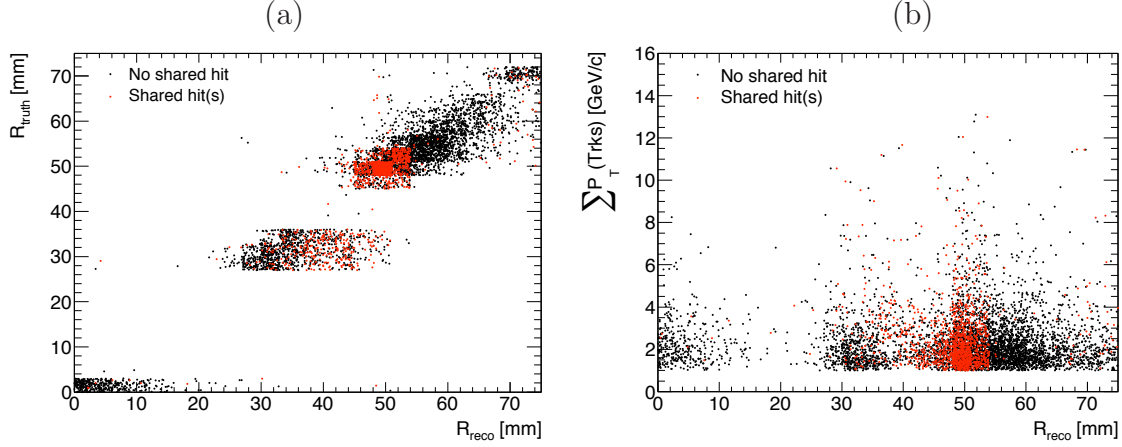 (a)
R_truth [mm]
70
60
50
40
30
20
10
0
No shared hit
Shared hit(s)
0 10 20 30 40 50 60 70
R_reco [mm]
(b)
∑ P_T (Trks) [GeV/c]
16
14
12
10
8
6
4
2
0
No shared hit
Shared hit(s)
0 10 20 30 40 50 60 70
R_reco [mm]